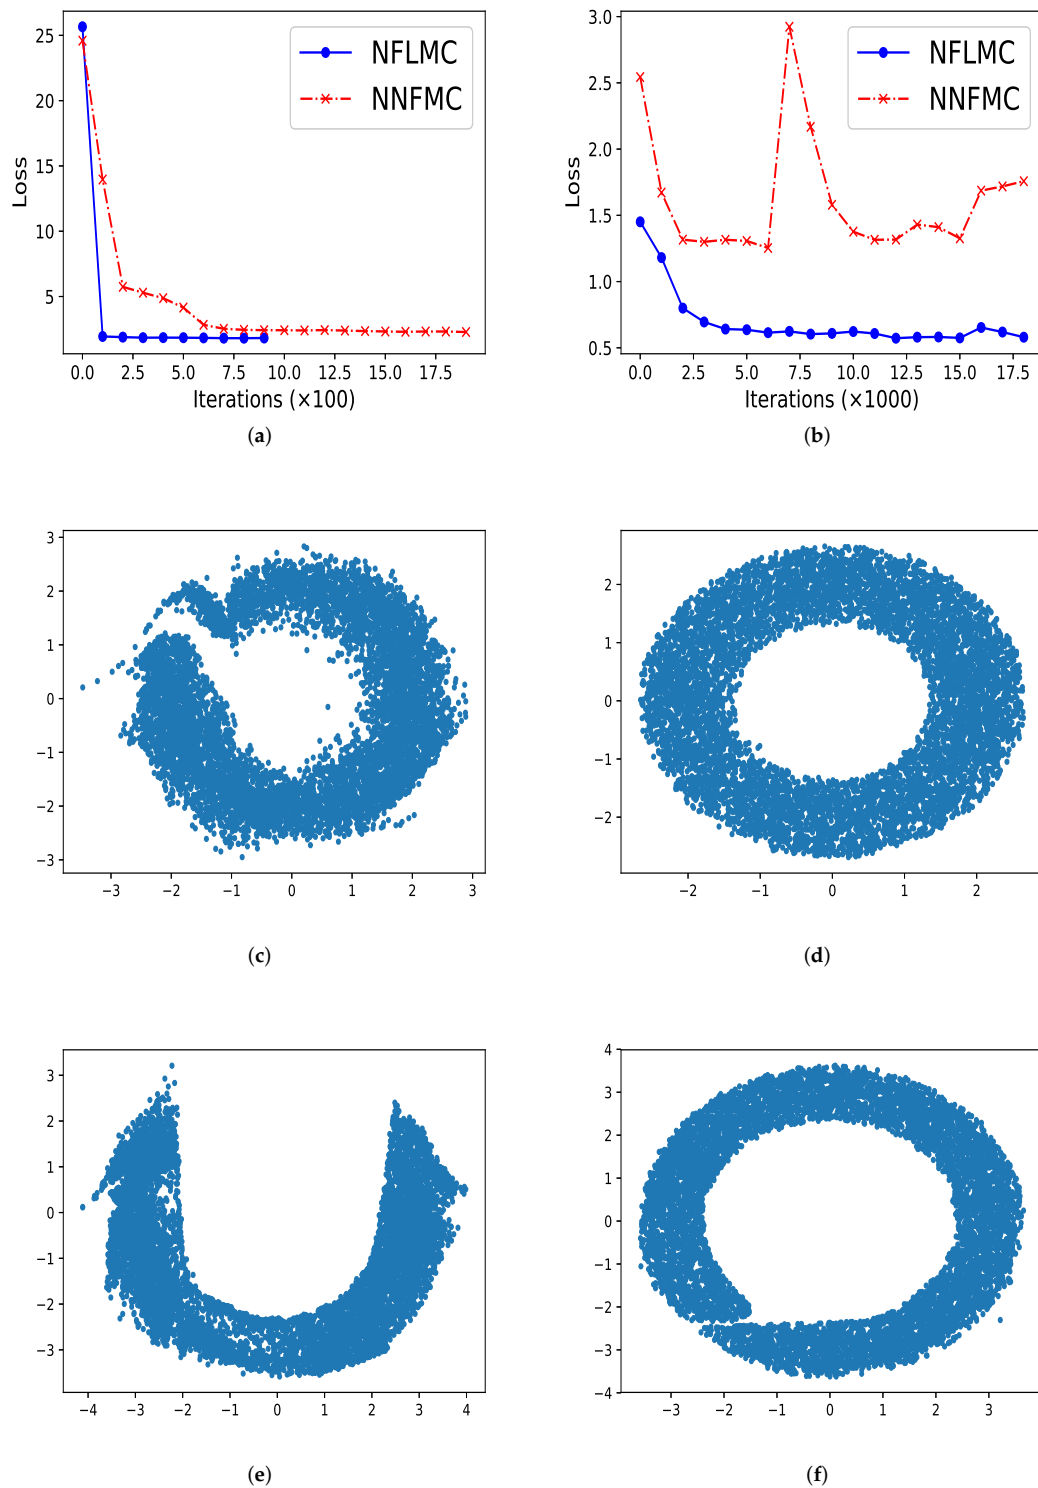 NFLMC
NNFMC
Loss
25
20
15
10
5
0.0 2.5 5.0 7.5 10.0 12.5 15.0 17.5
Iterations (×100)
(a)
NFLMC
NNFMC
Loss
3.0
2.5
2.0
1.5
1.0
0.5
0.0 2.5 5.0 7.5 10.0 12.5 15.0 17.5
Iterations (×1000)
(b)
3
2
1
0
−1
−2
−3
−3 −2 −1 0 1 2 3
(c)
2
1
0
−1
−2
−2 −1 0 1 2
(d)
3
2
1
0
−1
−2
−3
−4 −3 −2 −1 0 1 2 3 4
(e)
4
3
2
1
0
−1
−2
−3
−4
−3 −2 −1 0 1 2 3
(f)